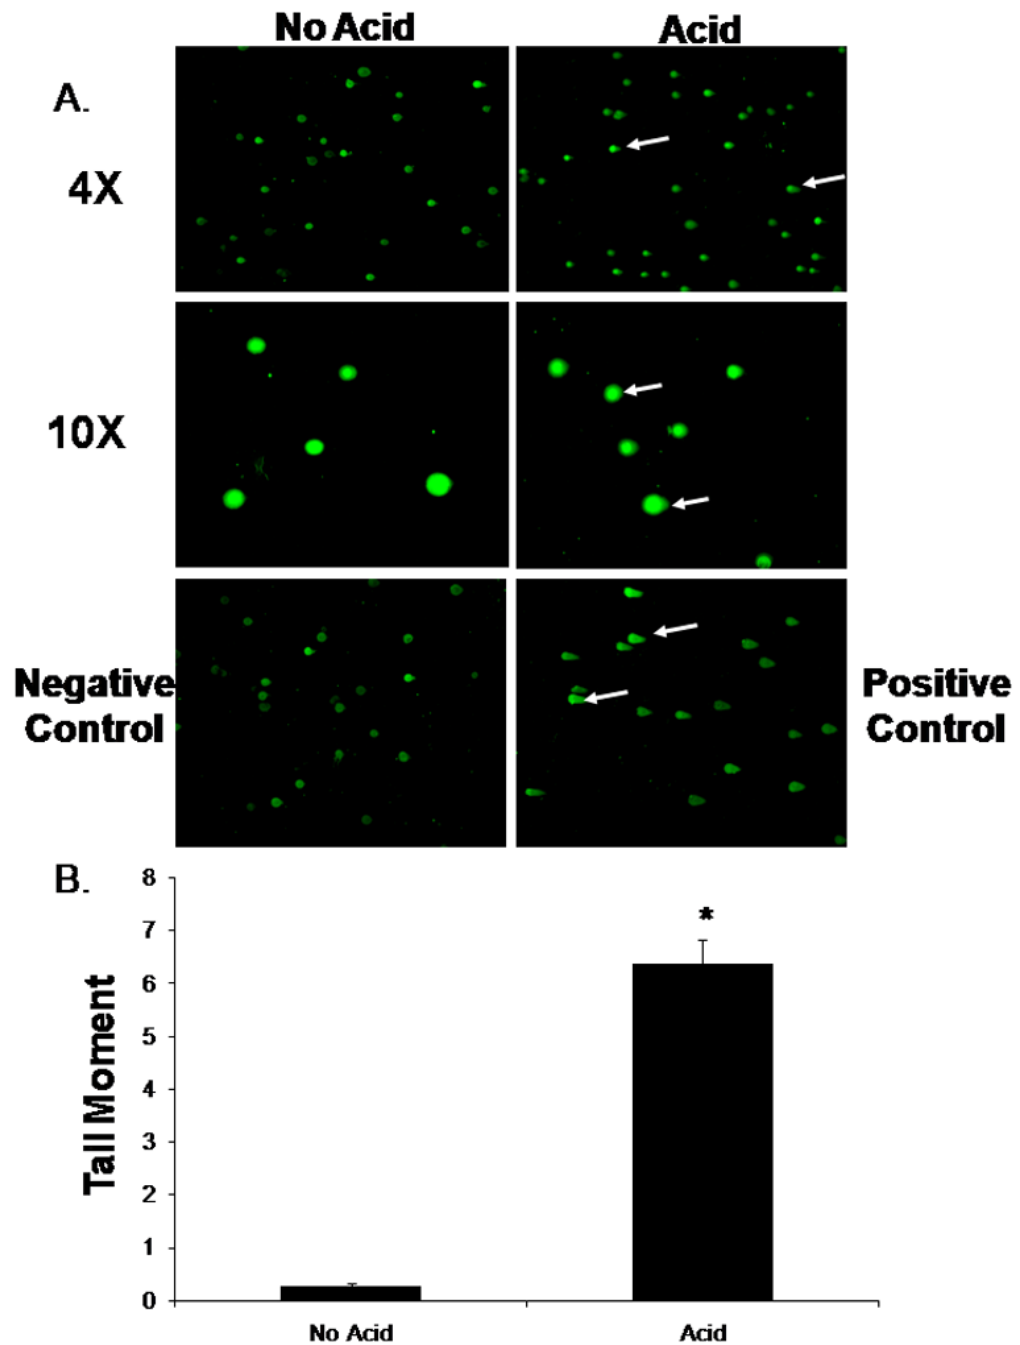 No Acid
Acid
A.
4X
10X
Negative
Control
Positive
Control
B.
8
7
6
5
4
3
2
1
0
Tall Moment
*
No Acid
Acid